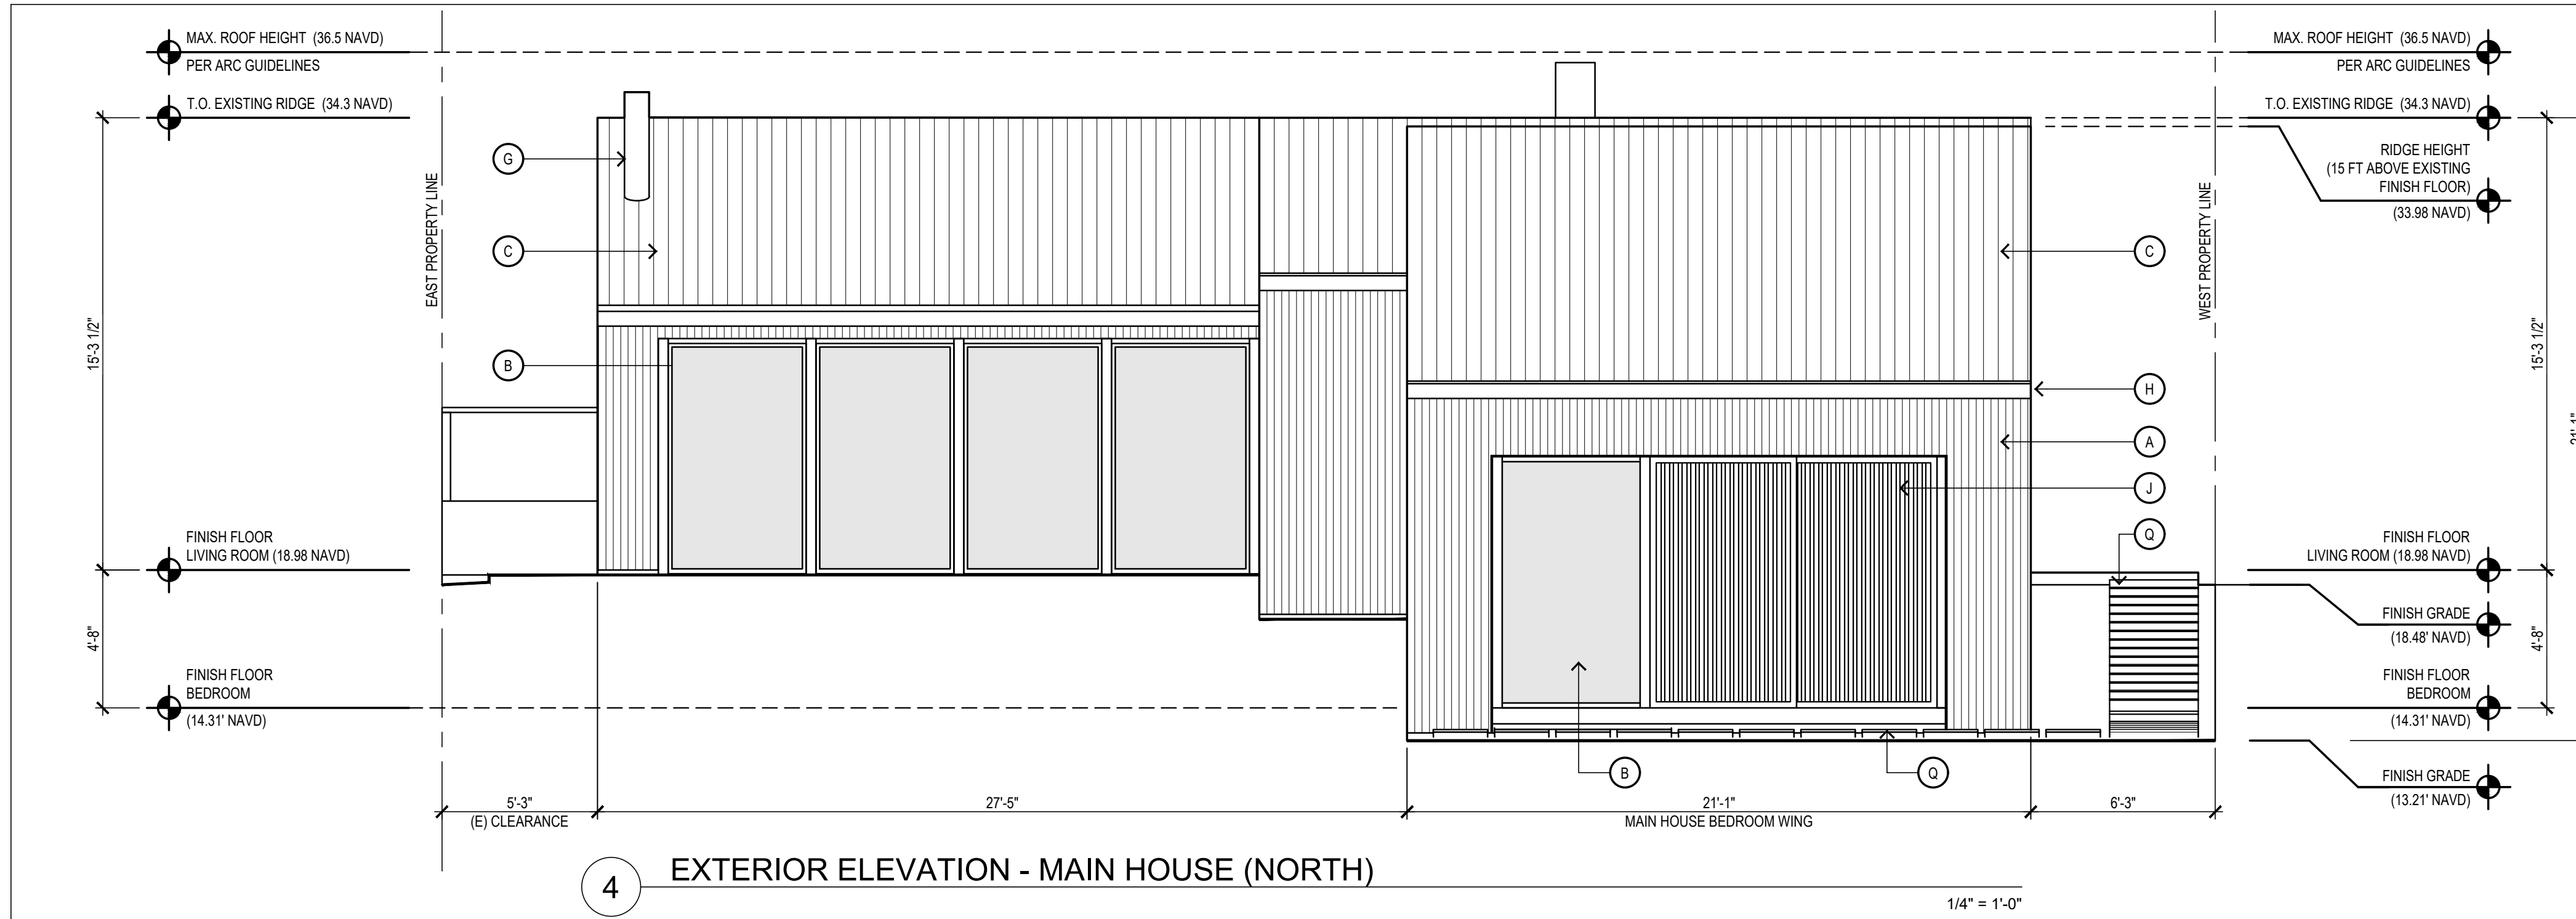 MAX. ROOF HEIGHT (36.5 NAVD)
PER ARC GUIDELINES
T.O. EXISTING RIDGE (34.3 NAVD)
15'-3 1/2"
FINISH FLOOR
LIVING ROOM (18.98 NAVD)
4'-8"
FINISH FLOOR
BEDROOM
(14.31' NAVD)
EAST PROPERTY LINE
G
C
B
5'-3"
(E) CLEARANCE
27'-5"
21'-1"
MAIN HOUSE BEDROOM WING
6'-3"
B
Q
WEST PROPERTY LINE
C
H
A
J
Q
MAX. ROOF HEIGHT (36.5 NAVD)
PER ARC GUIDELINES
T.O. EXISTING RIDGE (34.3 NAVD)
RIDGE HEIGHT
(15 FT ABOVE EXISTING
FINISH FLOOR)
(33.98 NAVD)
15'-3 1/2"
FINISH FLOOR
LIVING ROOM (18.98 NAVD)
FINISH GRADE
(18.48' NAVD)
4'-8"
FINISH FLOOR
BEDROOM
(14.31' NAVD)
FINISH GRADE
(13.21' NAVD)
4
EXTERIOR ELEVATION - MAIN HOUSE (NORTH)
1/4" = 1'-0"